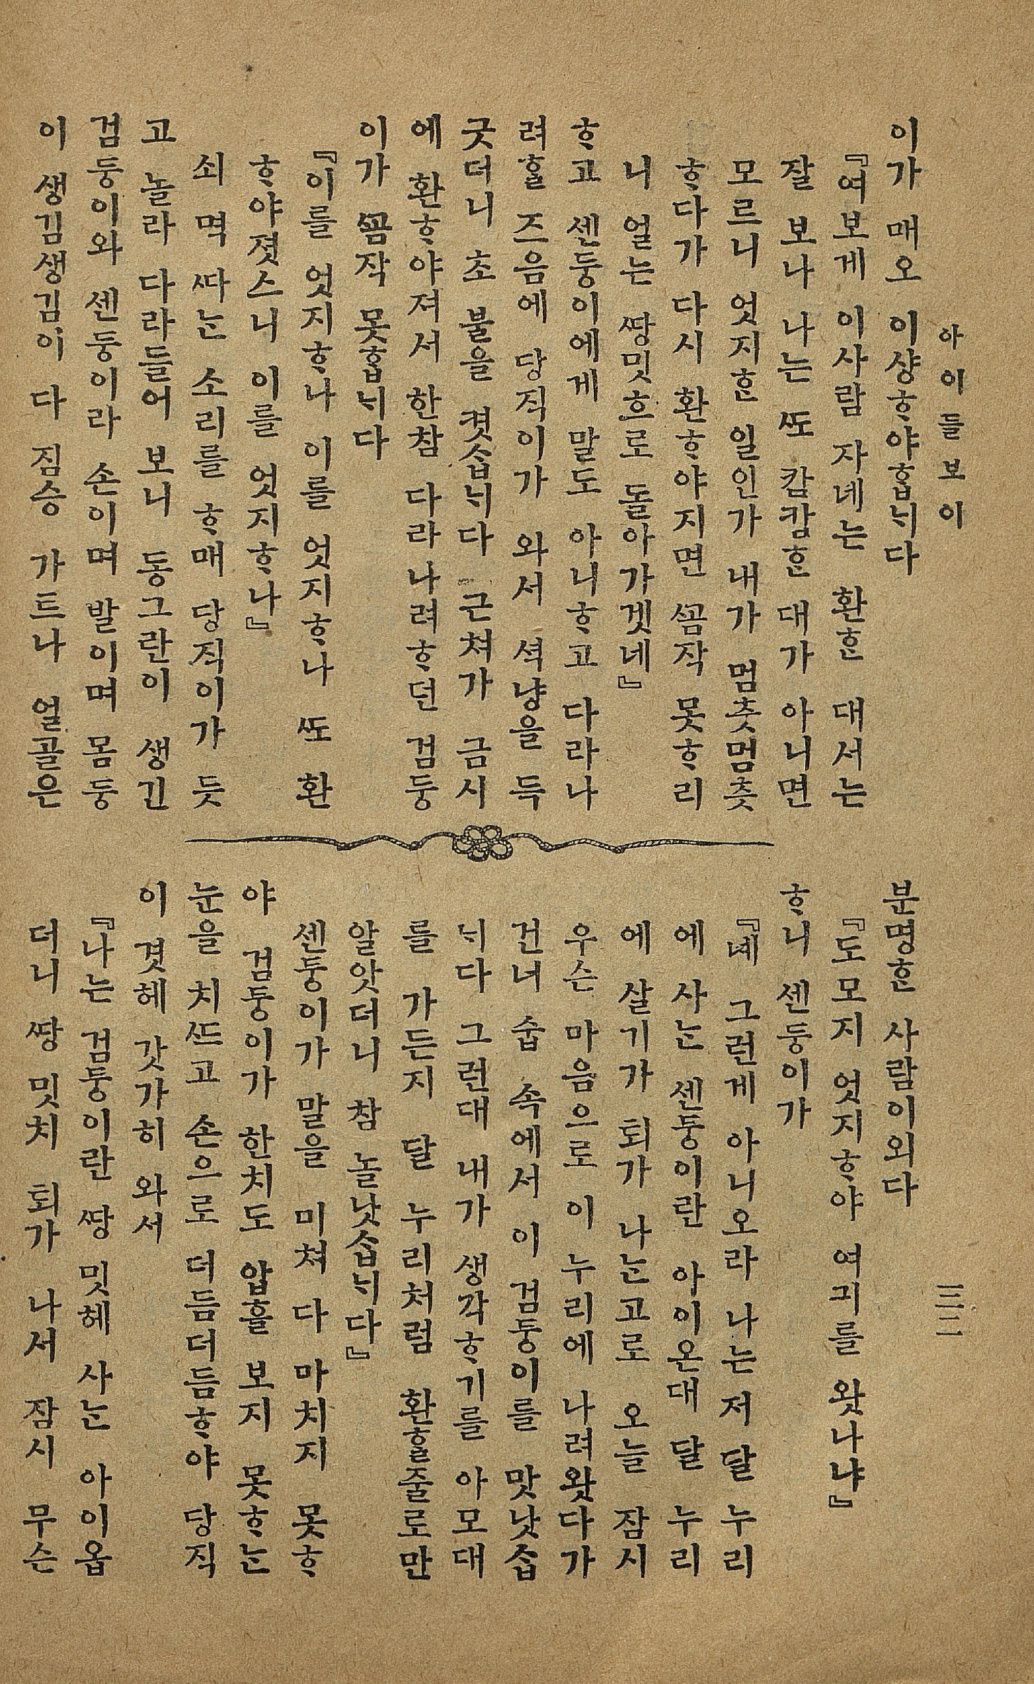 아이들보이
三二
이가 매오 이샹ᄒᆞ야ᄒᆞᆸ늬다
『여보게 이사람 자네는 환ᄒᆞᆫ 대서는
잘 보나 나는 ᄯᅩ 캄캄ᄒᆞᆫ 대가 아니면
모르니 엇지ᄒᆞᆫ 일인가 내가 멈츳멈츳
ᄒᆞ다가 다시 환ᄒᆞ야지면 ᄭᅩᆷ작 못ᄒᆞ리
니 얼는 ᄯᅡᆼ밋흐로 돌아가겟네』
ᄒᆞ고 센둥이에게 말도 아니ᄒᆞ고 다라나
려ᄒᆞᆯ 즈음에 당직이가 와서 셕냥을 득
긋더니 초 불을 켯습늬다 근쳐가 금시
에 환ᄒᆞ야져서 한참 다라나려ᄒᆞ던 검둥
이가 ᄭᅩᆷ작 못ᄒᆞᆸ늬다
『이를 엇지ᄒᆞ나 이를 엇지ᄒᆞ나 ᄯᅩ 환
ᄒᆞ야졋스니 이를 엇지ᄒᆞ나』
쇠 멱 ᄯᅡ는 소리를 ᄒᆞ매 당직이가 듯
고 놀라 다라들어 보니 동그란이 생긴
검둥이와 센둥이라 손이며 발이며 몸둥
이 생김생김이 다 짐승 가트나 얼골은
분명ᄒᆞᆫ 사람이외다
『도모지 엇지ᄒᆞ야 여긔를 왓나냐』
ᄒᆞ니 센둥이가
『녜 그런게 아니오라 나는 저 달 누리
에 사는 센둥이란 아이온대 달 누리
에 살기가 퇴가 나는고로 오늘 잠시
우슨 마음으로 이 누리에 나려왓다가
건너 숩 속에서 이 검둥이를 맛낫습
늬다 그런대 내가 생각ᄒᆞ기를 아모대
를 가든지 달 누리처럼 환ᄒᆞᆯ줄로만
알앗더니 참 놀낫습늬다』
센둥이가 말을 미쳐 다 마치지 못ᄒᆞ
야 검둥이가 한치도 압흘 보지 못ᄒᆞ는
눈을 치ᄯᅳ고 손으로 더듬더듬ᄒᆞ야 당직
이 겻헤 갓가히 와서
『나는 검둥이란 ᄯᅡᆼ 밋헤 사는 아이옵
더니 ᄯᅡᆼ 밋치 퇴가 나서 잠시 무슨